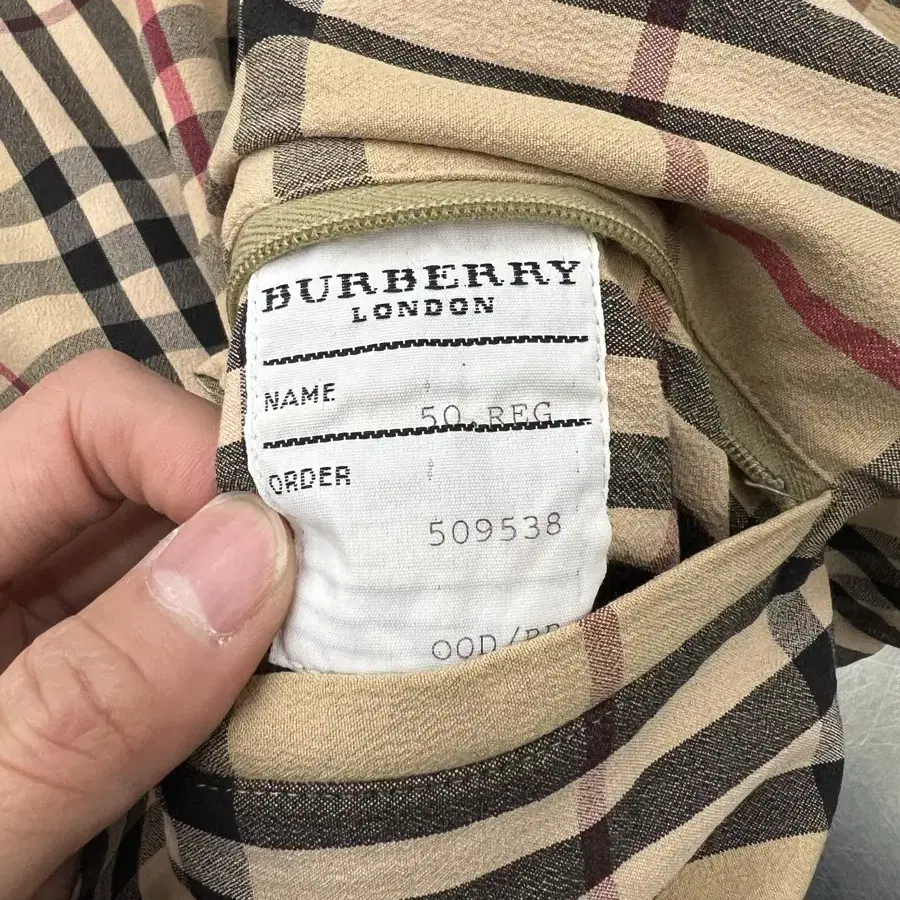 BURBERRY
LONDON
NAME
50.REG
ORDER
509538